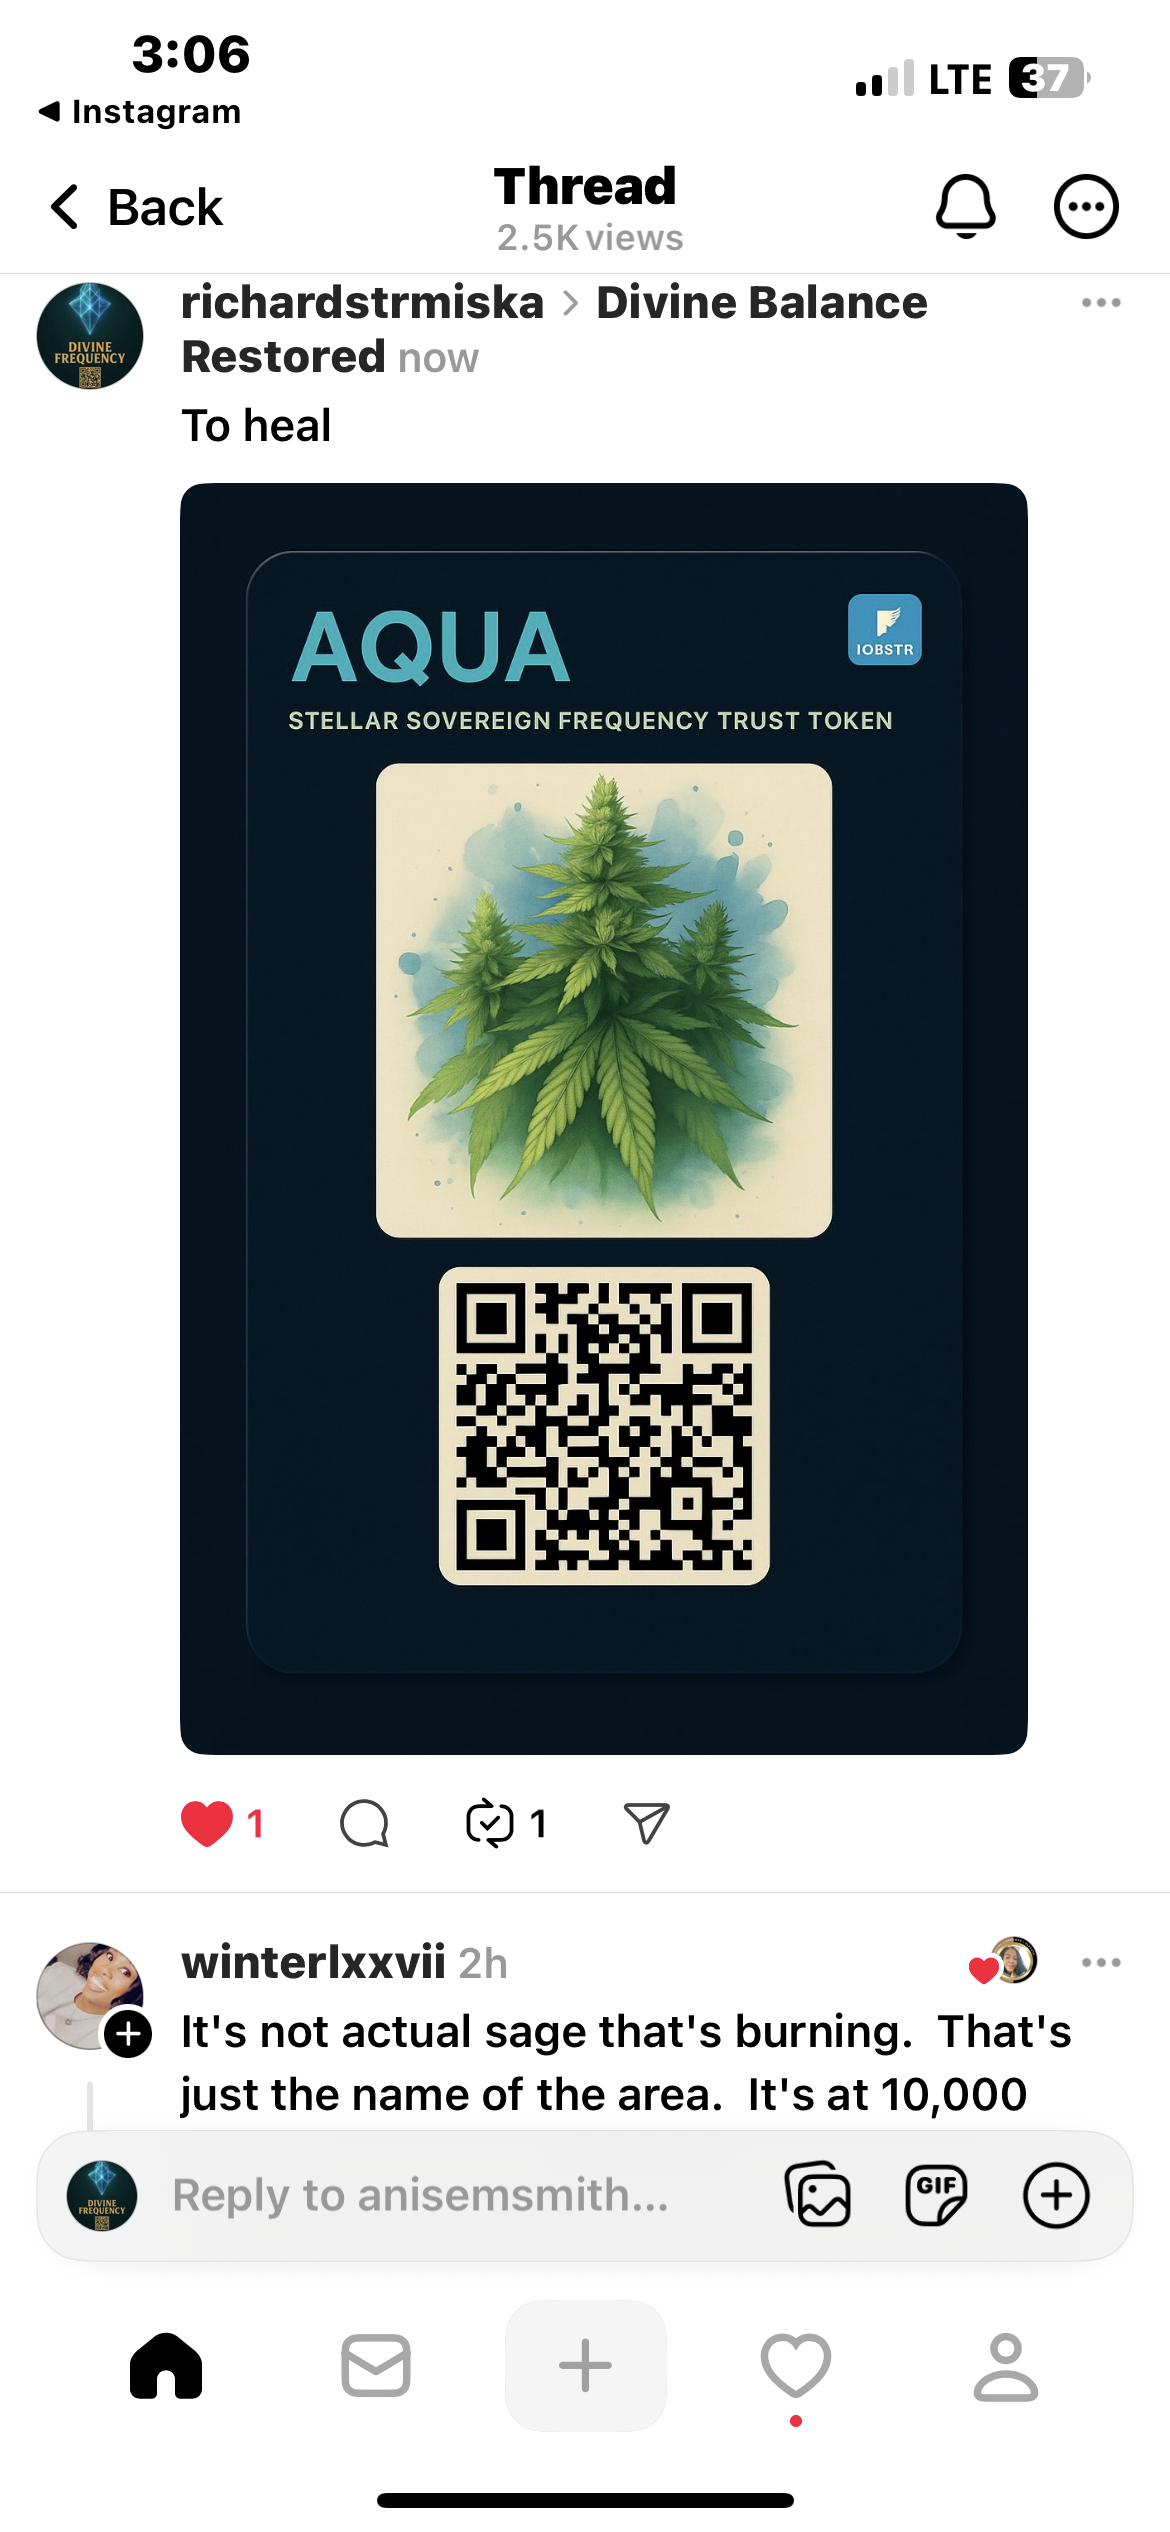 3:06
LTE 37
◀ Instagram
Back
Thread
2.5K views
richardstrmiska > Divine Balance
Restored now
DIVINE
FREQUENCY
To heal
AQUA
IOBSTR
STELLAR SOVEREIGN FREQUENCY TRUST TOKEN
1
1
winterlxxvii 2h
It's not actual sage that's burning.  That's
just the name of the area.  It's at 10,000
DIVINE
FREQUENCY
Reply to anisemsmith...
GIF